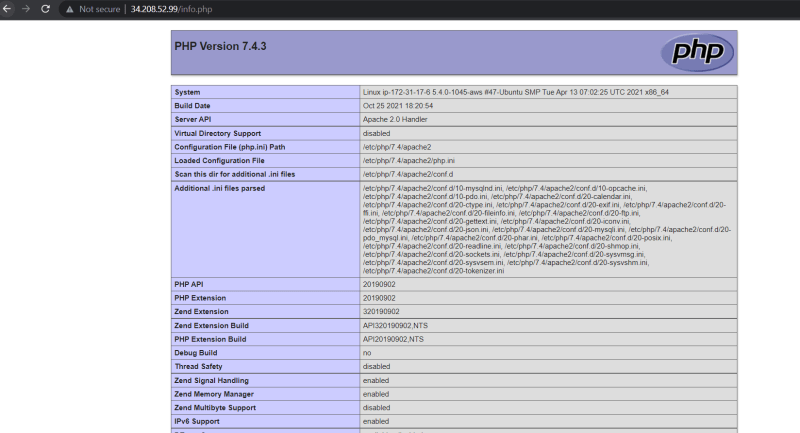 Not secure | 34.208.52.99/info.php
PHP Version 7.4.3
php
System Linux ip-172-31-17-6 5.4.0-1045-aws #47-Ubuntu SMP Tue Apr 13 07:02:25 UTC 2021 x86_64
Build Date Oct 25 2021 18:20:54
Server API Apache 2.0 Handler
Virtual Directory Support disabled
Configuration File (php.ini) Path /etc/php/7.4/apache2
Loaded Configuration File /etc/php/7.4/apache2/php.ini
Scan this dir for additional .ini files /etc/php/7.4/apache2/conf.d
Additional .ini files parsed /etc/php/7.4/apache2/conf.d/10-mysqlnd.ini, /etc/php/7.4/apache2/conf.d/10-opcache.ini,
/etc/php/7.4/apache2/conf.d/10-pdo.ini, /etc/php/7.4/apache2/conf.d/20-calendar.ini,
/etc/php/7.4/apache2/conf.d/20-ctype.ini, /etc/php/7.4/apache2/conf.d/20-exif.ini, /etc/php/7.4/apache2/conf.d/20-
ffi.ini, /etc/php/7.4/apache2/conf.d/20-fileinfo.ini, /etc/php/7.4/apache2/conf.d/20-ftp.ini,
/etc/php/7.4/apache2/conf.d/20-gettext.ini, /etc/php/7.4/apache2/conf.d/20-iconv.ini,
/etc/php/7.4/apache2/conf.d/20-json.ini, /etc/php/7.4/apache2/conf.d/20-mysqli.ini, /etc/php/7.4/apache2/conf.d/20-
pdo_mysql.ini, /etc/php/7.4/apache2/conf.d/20-phar.ini, /etc/php/7.4/apache2/conf.d/20-posix.ini,
/etc/php/7.4/apache2/conf.d/20-readline.ini, /etc/php/7.4/apache2/conf.d/20-shmop.ini,
/etc/php/7.4/apache2/conf.d/20-sockets.ini, /etc/php/7.4/apache2/conf.d/20-sysvmsg.ini,
/etc/php/7.4/apache2/conf.d/20-sysvsem.ini, /etc/php/7.4/apache2/conf.d/20-sysvshm.ini,
/etc/php/7.4/apache2/conf.d/20-tokenizer.ini
PHP API 20190902
PHP Extension 20190902
Zend Extension 320190902
Zend Extension Build API320190902,NTS
PHP Extension Build API20190902,NTS
Debug Build no
Thread Safety disabled
Zend Signal Handling enabled
Zend Memory Manager enabled
Zend Multibyte Support disabled
IPv6 Support enabled